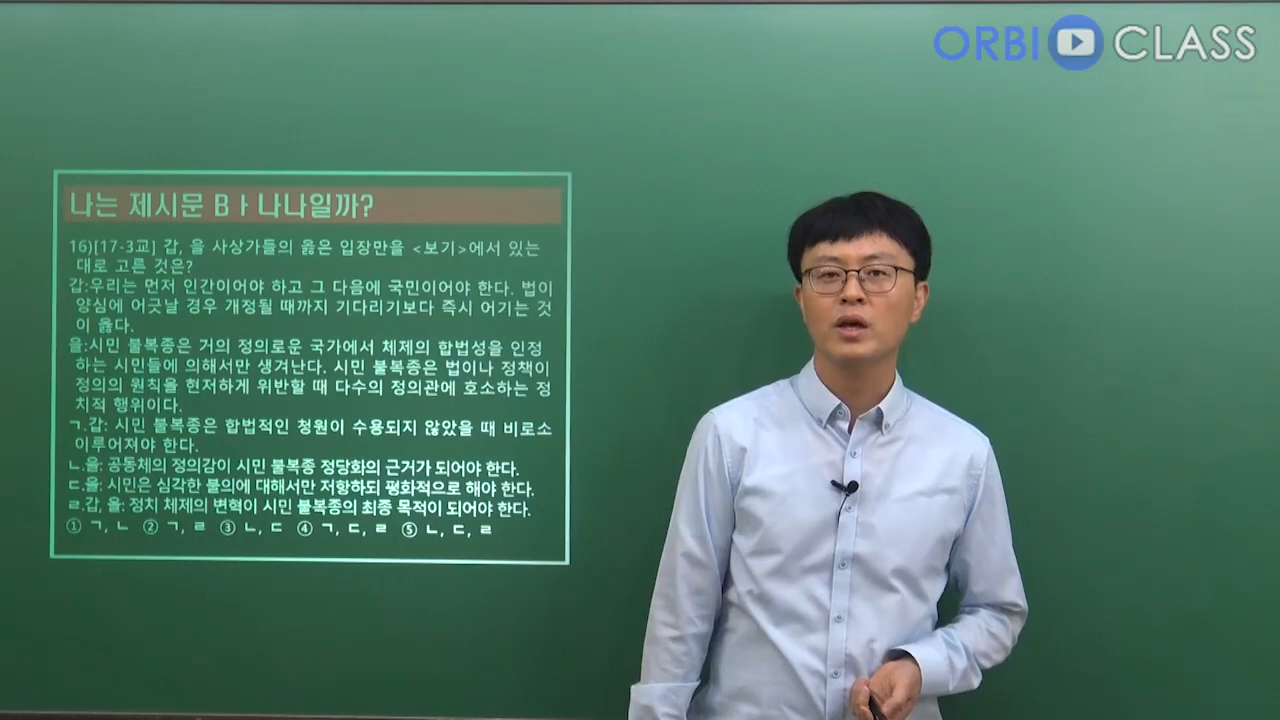 ORBI CLASS
나는 제시문 Bㅏ나나일까?
16)[17-3교] 갑, 을 사상가들의 옳은 입장만을 <보기>에서 있는
대로 고른 것은?
갑:우리는 먼저 인간이어야 하고 그 다음에 국민이어야 한다. 법이
양심에 어긋날 경우 개정될 때까지 기다리기보다 즉시 어기는 것
이 옳다.
을:시민 불복종은 거의 정의로운 국가에서 체제의 합법성을 인정
하는 시민들에 의해서만 생겨난다. 시민 불복종은 법이나 정책이
정의의 원칙을 현저하게 위반할 때 다수의 정의관에 호소하는 정
치적 행위이다.
ㄱ.갑: 시민 불복종은 합법적인 청원이 수용되지 않았을 때 비로소
이루어져야 한다.
ㄴ.을: 공동체의 정의감이 시민 불복종 정당화의 근거가 되어야 한다.
ㄷ.을: 시민은 심각한 불의에 대해서만 저항하되 평화적으로 해야 한다.
ㄹ.갑, 을: 정치 체제의 변혁이 시민 불복종의 최종 목적이 되어야 한다.
① ㄱ, ㄴ ② ㄱ, ㄹ ③ ㄴ, ㄷ ④ ㄱ, ㄷ, ㄹ ⑤ ㄴ, ㄷ, ㄹ